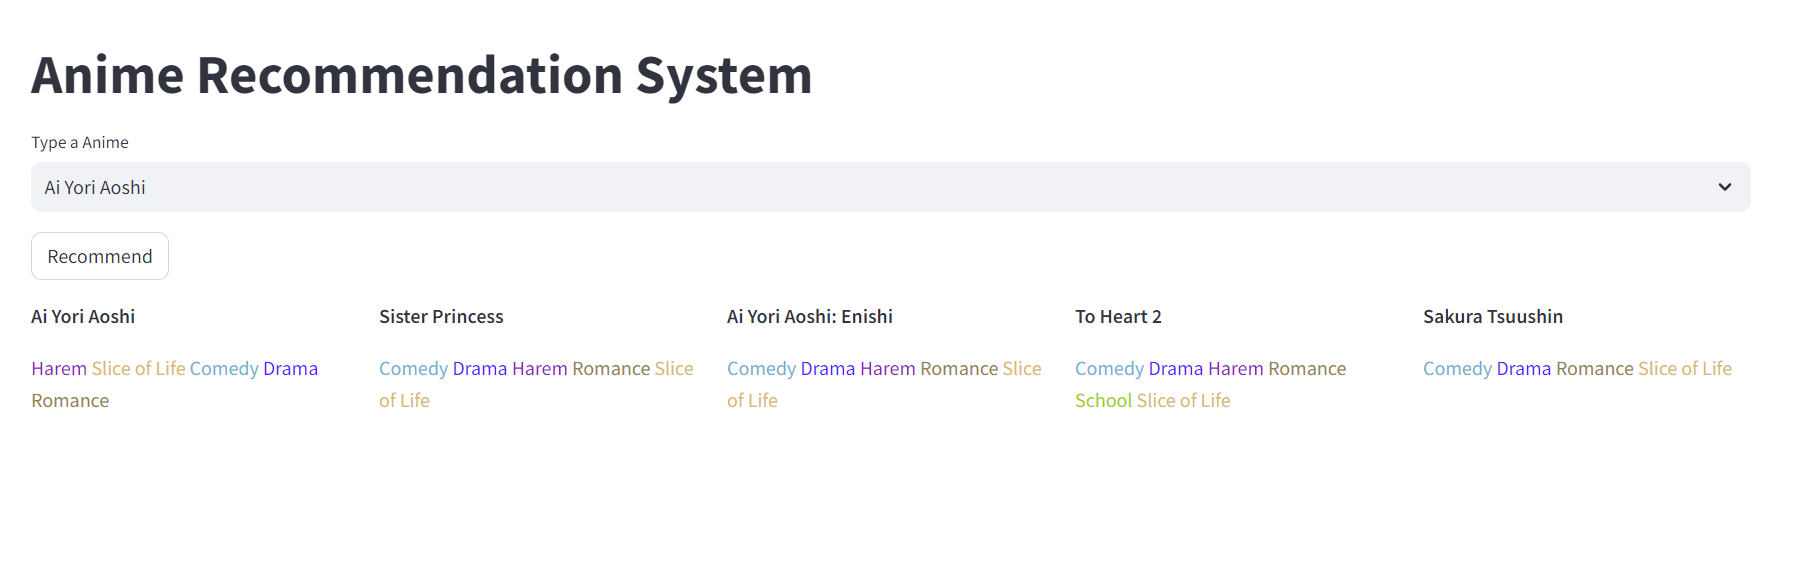 Anime Recommendation System
Type a Anime
Ai Yori Aoshi
Recommend
Ai Yori Aoshi
Harem Slice of Life Comedy Drama
Romance
Sister Princess
Comedy Drama Harem Romance Slice
of Life
Ai Yori Aoshi: Enishi
Comedy Drama Harem Romance Slice
of Life
To Heart 2
Comedy Drama Harem Romance
School Slice of Life
Sakura Tsuushin
Comedy Drama Romance Slice of Life